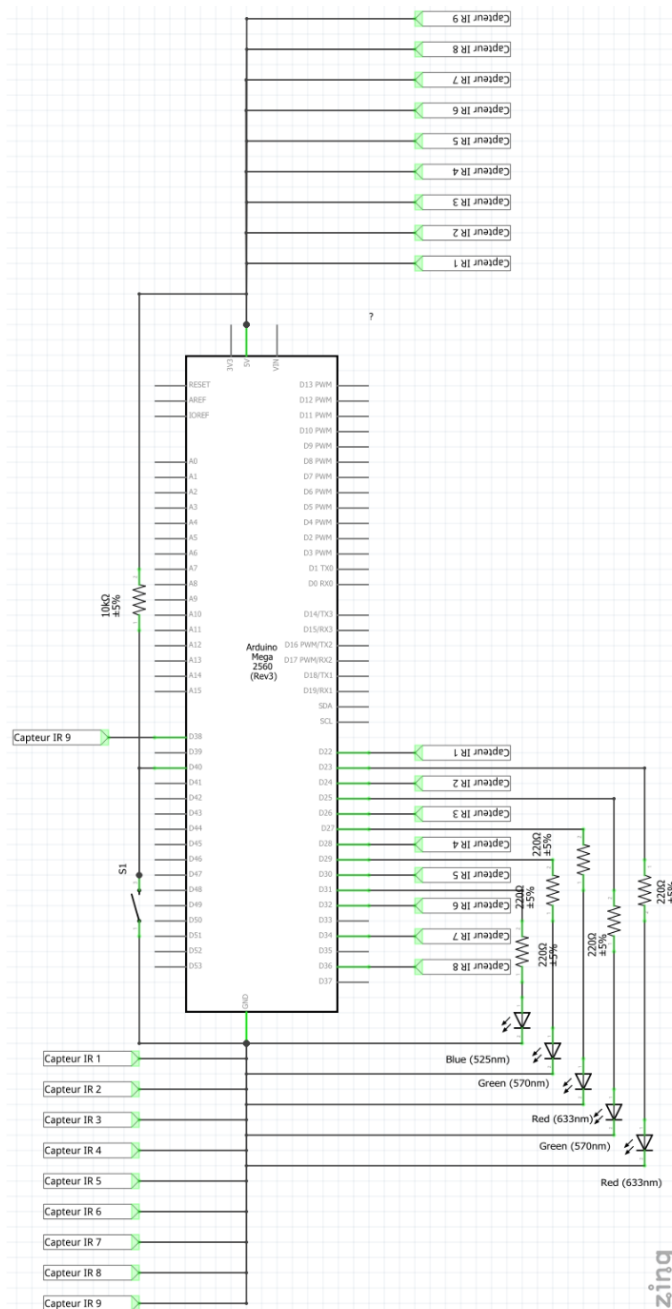 Capteur IR 9
Capteur IR 8
Capteur IR 7
Capteur IR 6
Capteur IR 5
Capteur IR 4
Capteur IR 3
Capteur IR 2
Capteur IR 1
?
3V3
5V
VIN
RESET
AREF
IOREF
A0
A1
A2
A3
A4
A5
A6
A7
A8
A9
A10
A11
A12
A13
A14
A15
D38
D39
D40
D41
D42
D43
D44
D45
D46
D47
D48
D49
D50
D51
D52
D53
D13 PWM
D12 PWM
D11 PWM
D10 PWM
D9 PWM
D8 PWM
D7 PWM
D6 PWM
D5 PWM
D4 PWM
D2 PWM
D3 PWM
D1 TX0
D0 RX0
D14/TX3
D15/RX3
D16 PWM/TX2
D17 PWM/RX2
D18/TX1
D19/RX1
SDA
SCL
D22
D23
D24
D25
D26
D27
D28
D29
D30
D31
D32
D33
D34
D35
D36
D37
GND
Arduino
Mega
2560
(Rev3)
10kΩ
±5%
Capteur IR 9
S1
Capteur IR 1
Capteur IR 2
Capteur IR 3
Capteur IR 4
Capteur IR 5
Capteur IR 6
Capteur IR 7
Capteur IR 8
220Ω
±5%
220Ω
±5%
220Ω
±5%
220Ω
±5%
220Ω
±5%
Blue (525nm)
Green (570nm)
Red (633nm)
Green (570nm)
Red (633nm)
Capteur IR 1
Capteur IR 2
Capteur IR 3
Capteur IR 4
Capteur IR 5
Capteur IR 6
Capteur IR 7
Capteur IR 8
Capteur IR 9
zing